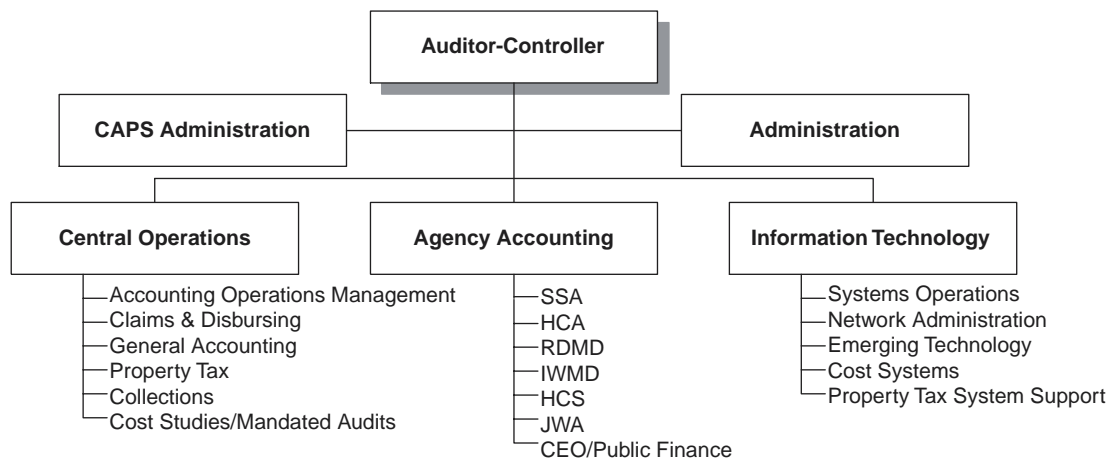 Auditor-Controller
CAPS Administration
Administration
Central Operations
Accounting Operations Management
Claims & Disbursing
General Accounting
Property Tax
Collections
Cost Studies/Mandated Audits
Agency Accounting
SSA
HCA
RDMD
IWMD
HCS
JWA
CEO/Public Finance
Information Technology
Systems Operations
Network Administration
Emerging Technology
Cost Systems
Property Tax System Support